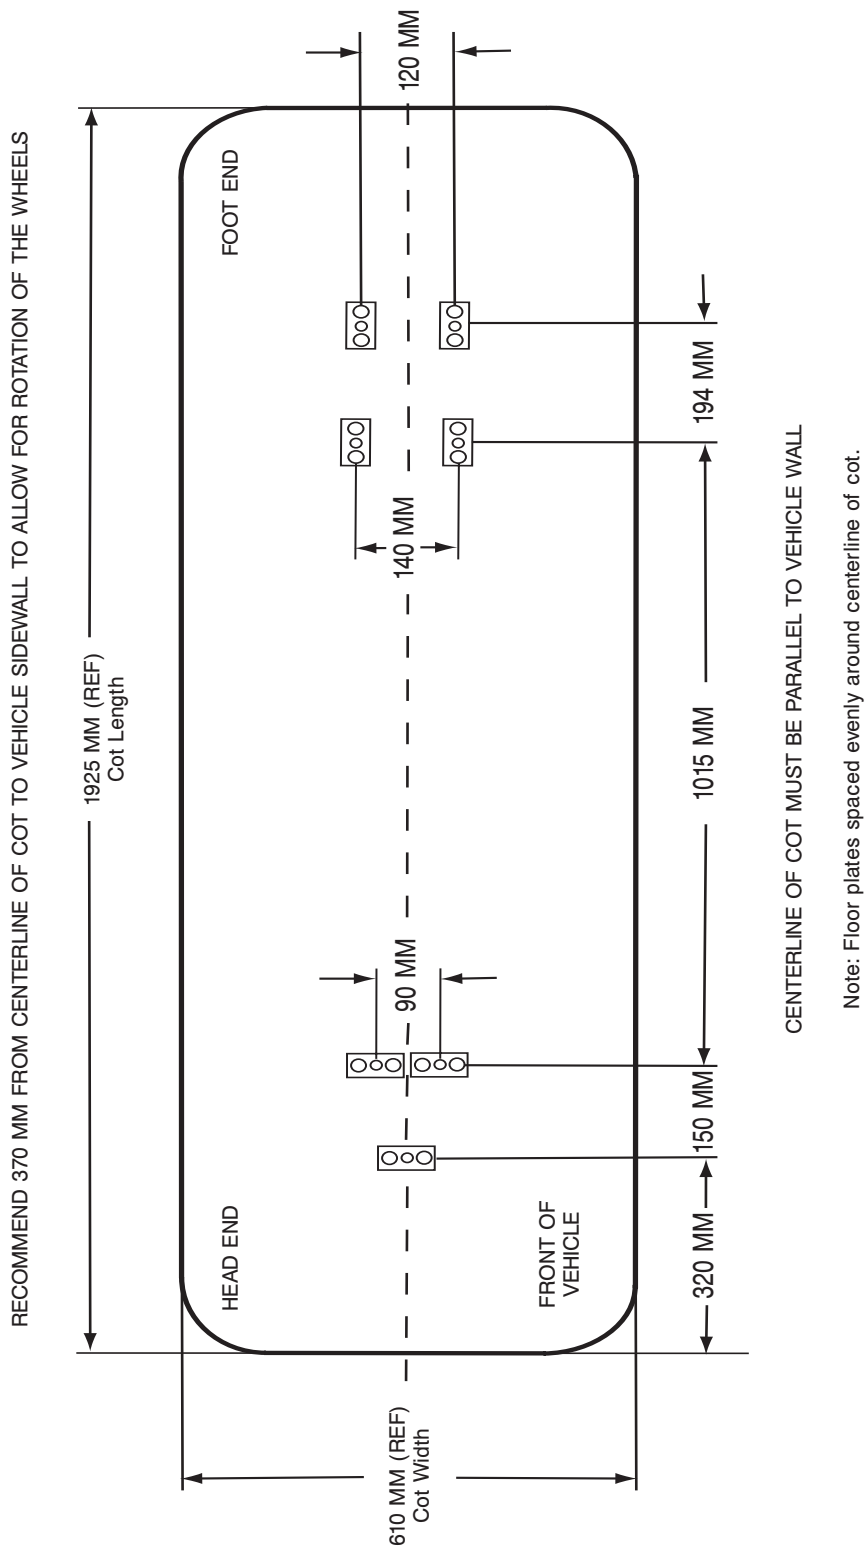 RECOMMEND 370 MM FROM CENTERLINE OF COT TO VEHICLE SIDEWALL TO ALLOW FOR ROTATION OF THE WHEELS
1925 MM (REF)
Cot Length
HEAD END
FOOT END
610 MM (REF)
Cot Width
90 MM
140 MM
120 MM
FRONT OF
VEHICLE
320 MM
150 MM
1015 MM
194 MM
CENTERLINE OF COT MUST BE PARALLEL TO VEHICLE WALL
Note: Floor plates spaced evenly around centerline of cot.